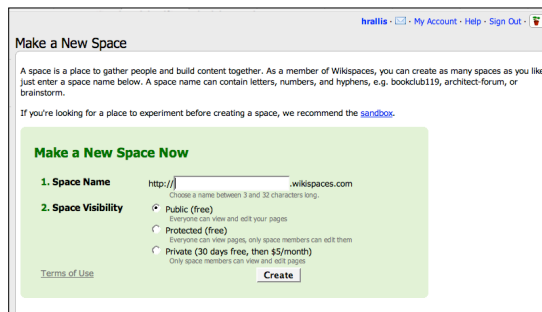 hrallis · My Account · Help · Sign Out ·
Make a New Space
A space is a place to gather people and build content together. As a member of Wikispaces, you can create as many spaces as you like
just enter a space name below. A space name can contain letters, numbers, and hyphens, e.g. bookclub119, architect-forum, or
brainstorm.
If you're looking for a place to experiment before creating a space, we recommend the sandbox.
Make a New Space Now
1. Space Name http:// .wikispaces.com
Choose a name between 3 and 32 characters long.
2. Space Visibility Public (free)
Everyone can view and edit your pages
Protected (free)
Everyone can view pages, only space members can edit them
Private (30 days free, then $5/month)
Only space members can view and edit pages
Terms of Use Create